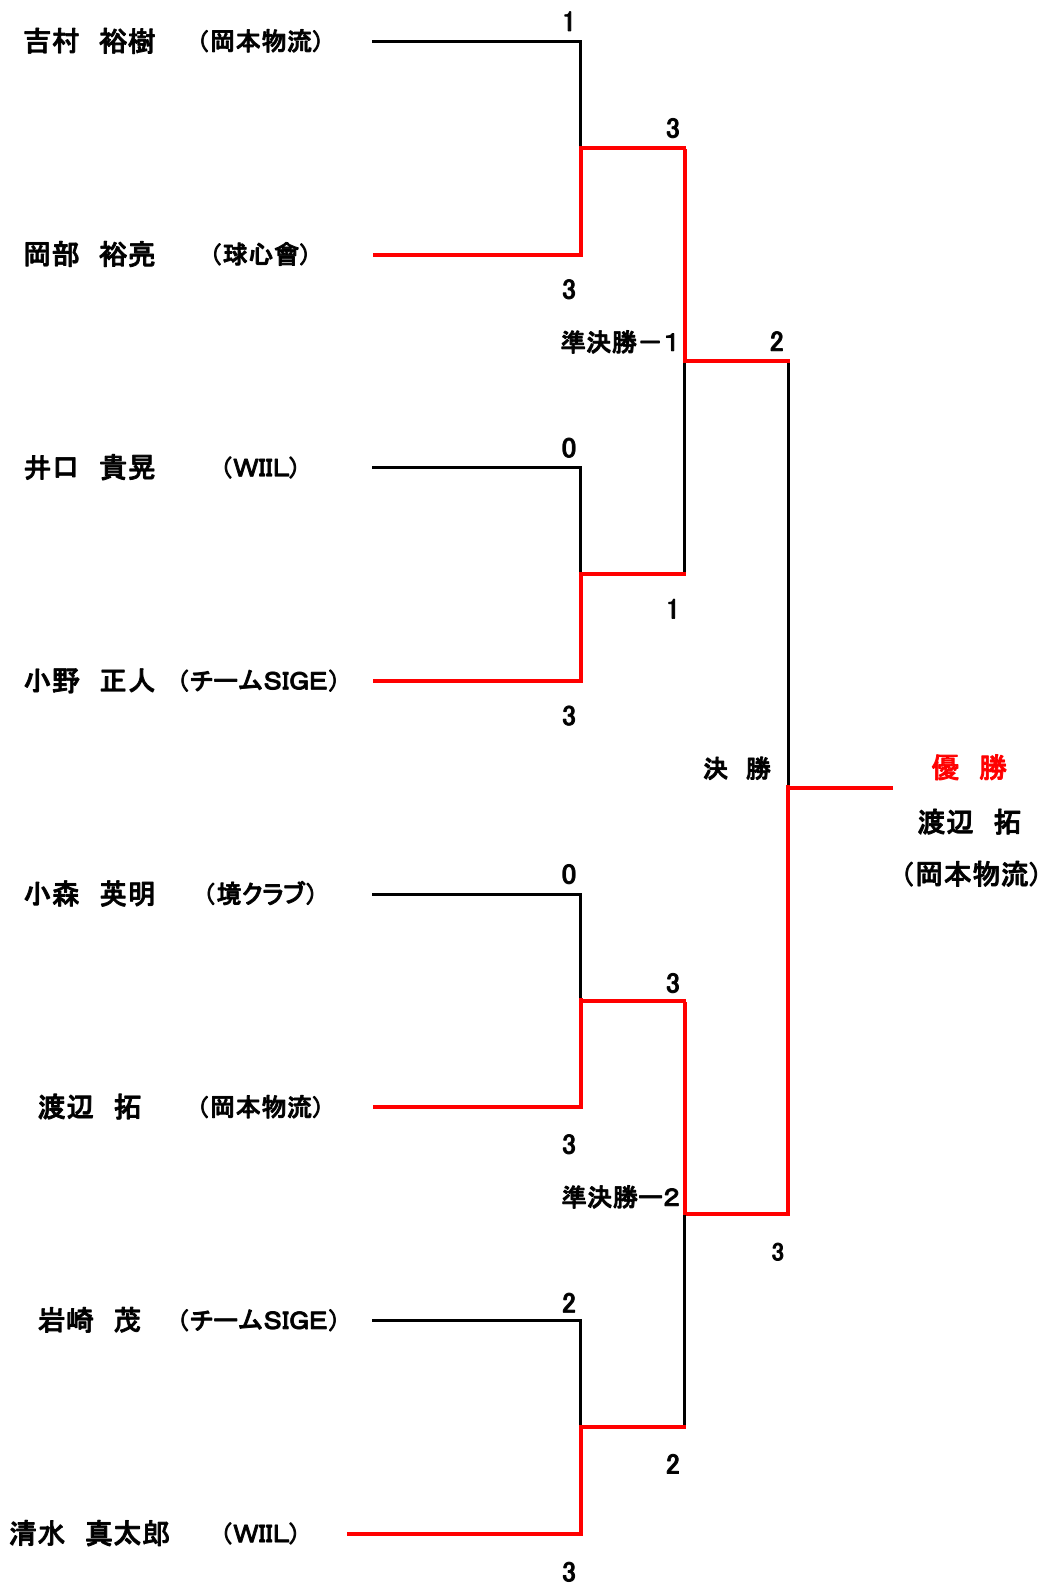 1
吉村　裕樹　（岡本物流）
3
岡部　裕亮　（球心會）
3
準決勝－1　2
0
井口　貴晃　（WIIL）
1
小野　正人　（チームSIGE）
3
決　勝　優　勝
渡辺　拓
（岡本物流）
0
小森　英明　（境クラブ）
3
渡辺　拓　（岡本物流）
3
準決勝ー2
3
2
岩崎　茂　（チームSIGE）
2
清水　真太郎　（WIIL）
3